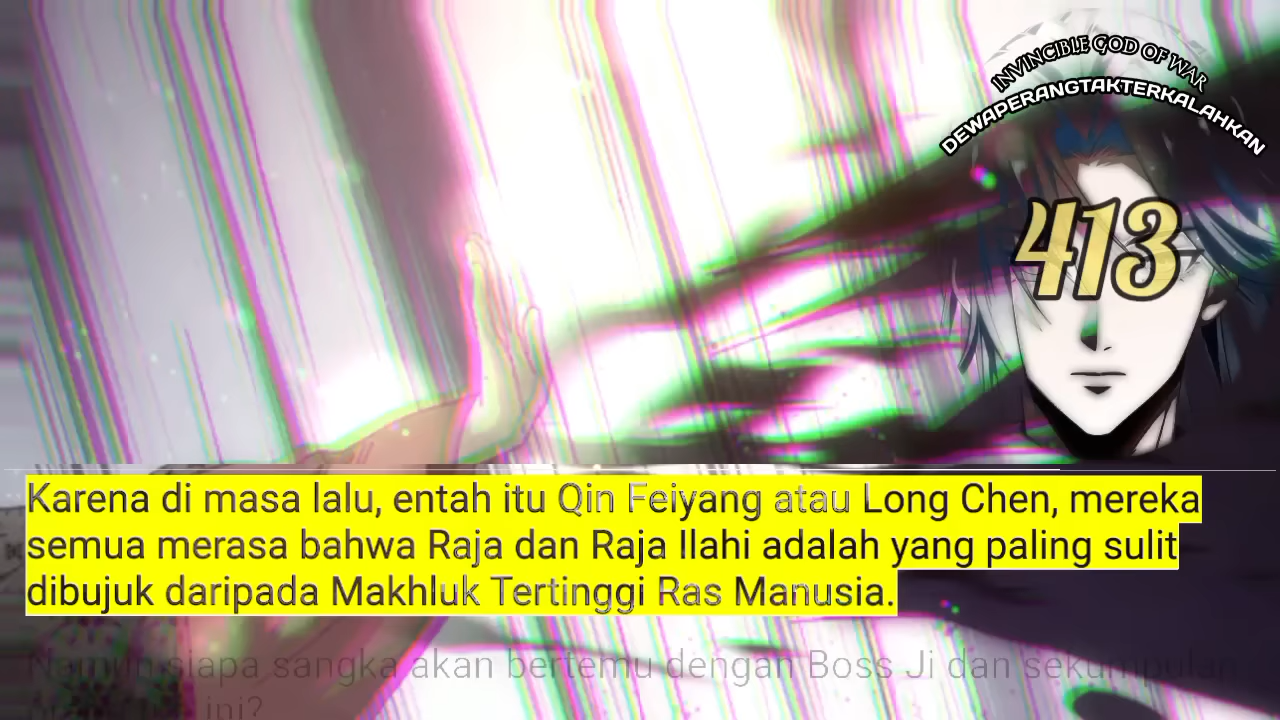 INVINCIBLE GOD OF WAR
DEWAPERANGTAKTERKALAHKAN
413
Karena di masa lalu, entah itu Qin Feiyang atau Long Chen, mereka
semua merasa bahwa Raja dan Raja Ilahi adalah yang paling sulit
dibujuk daripada Makhluk Tertinggi Ras Manusia.
Namun siapa sangka akan bertemu dengan Boss Ji dan sekumpulan
ini?